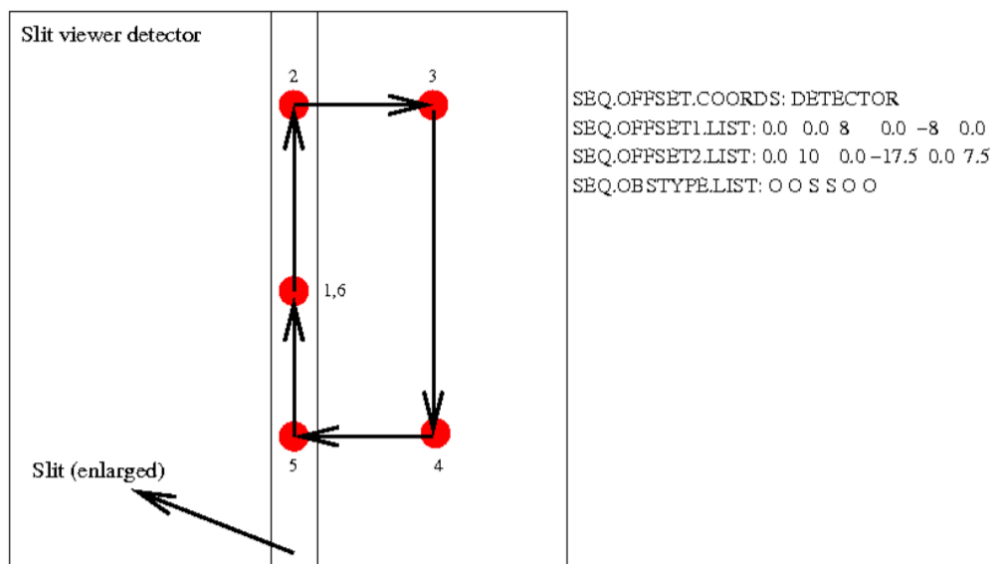 Slit viewer detector
2
3
SEQ.OFFSET.COORDS: DETECTOR
SEQ.OFFSET1.LIST: 0.0 0.0 8 0.0 −8 0.0
SEQ.OFFSET2.LIST: 0.0 10 0.0 −17.5 0.0 7.5
SEQ.OBSTYPE.LIST: O O S S O O
1,6
5
4
Slit (enlarged)